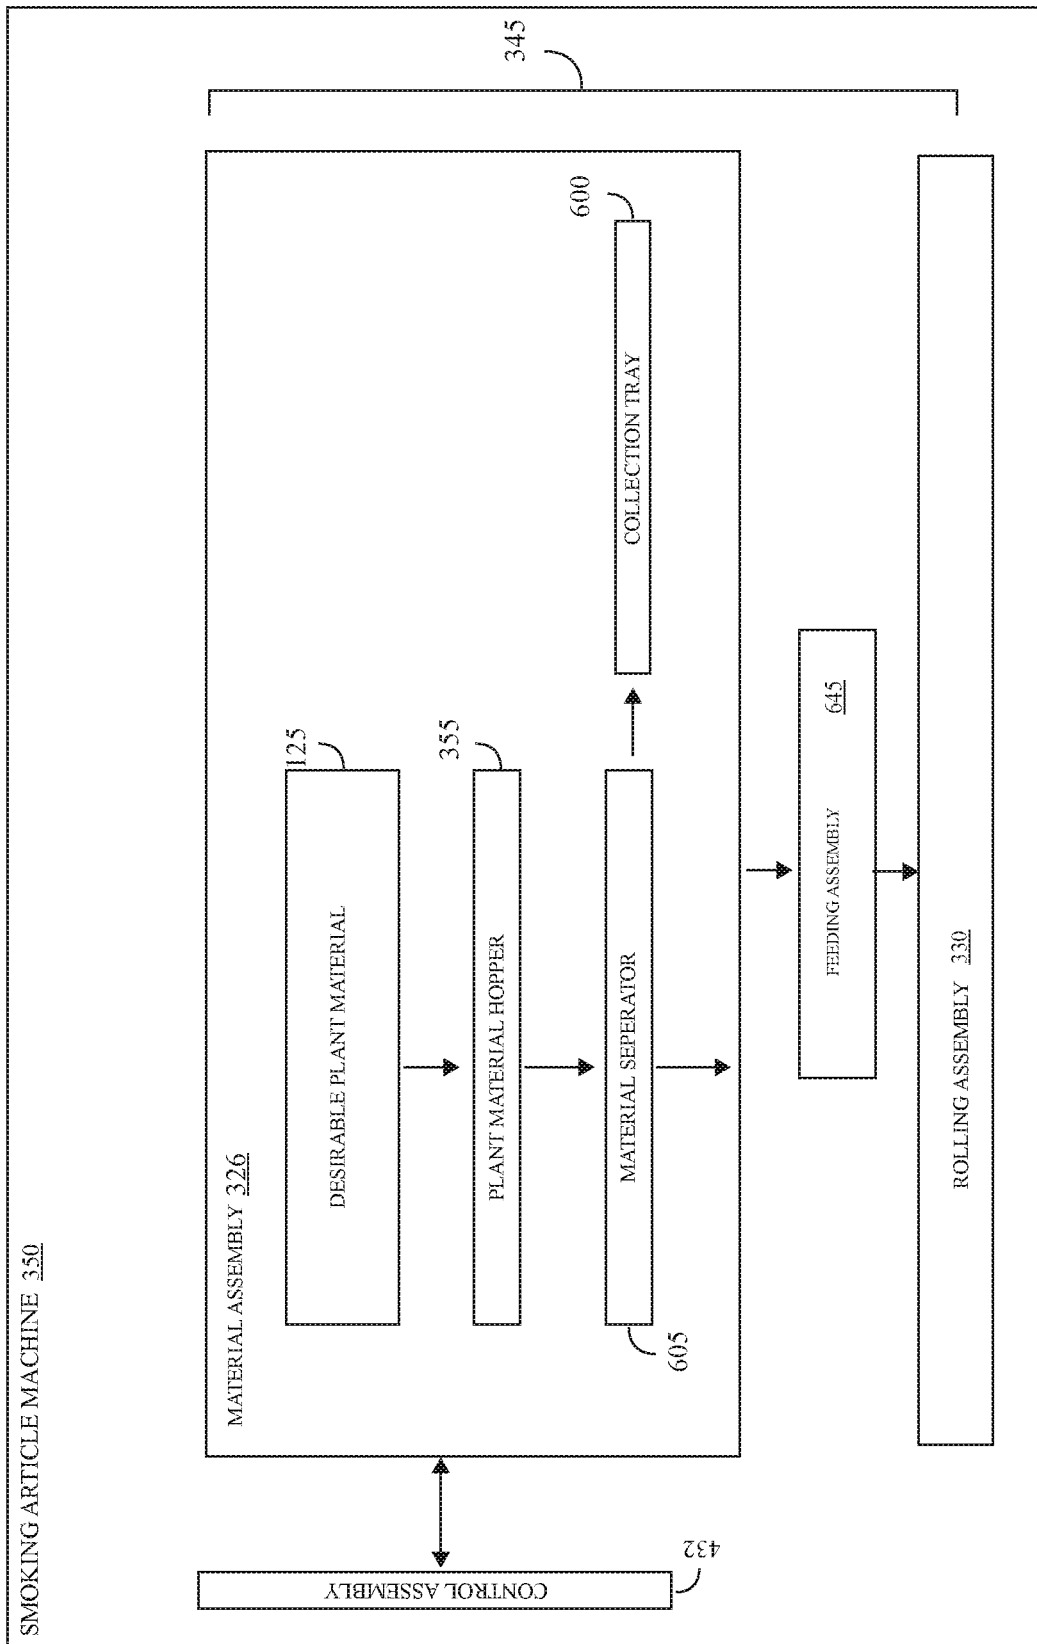 SMOKING ARTICLE MACHINE 350
345
MATERIAL ASSEMBLY 326
DESIRABLE PLANT MATERIAL
125
PLANT MATERIAL HOPPER
355
MATERIAL SEPERATOR
605
COLLECTION TRAY
600
CONTROL ASSEMBLY
432
FEEDING ASSEMBLY 645
ROLLING ASSEMBLY 330